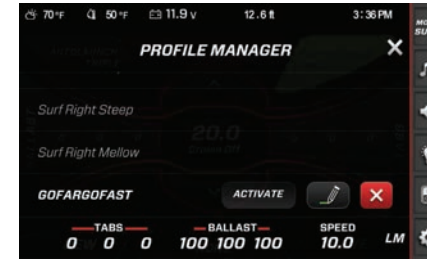 70°F 50°F 11.9 V 12.6 ft 3:36 PM
PROFILE MANAGER
Surf Right Steep
20.0
Surf Right Mellow
GOFARGOFAST ACTIVATE
TABS BALLAST SPEED
0 0 0 100 100 100 10.0 LM